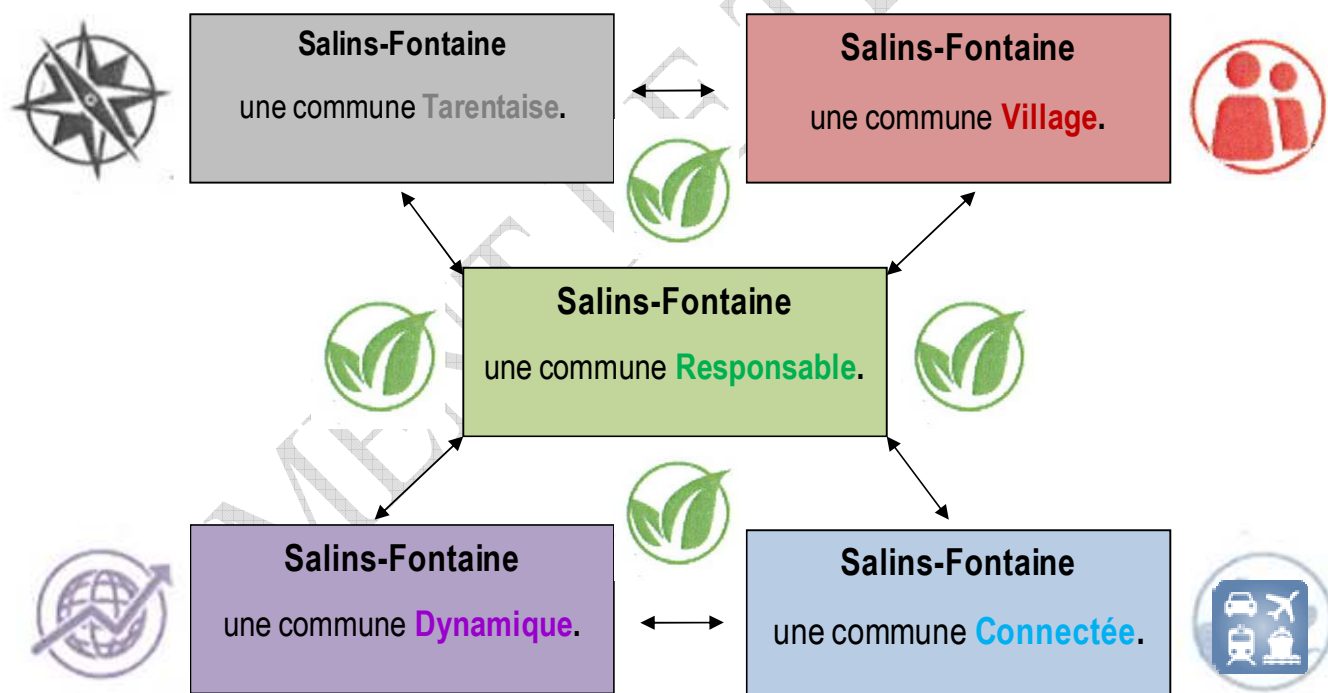 Salins-Fontaine
une commune Tarentaise.
Salins-Fontaine
une commune Village.
Salins-Fontaine
une commune Responsable.
Salins-Fontaine
une commune Dynamique.
Salins-Fontaine
une commune Connectée.